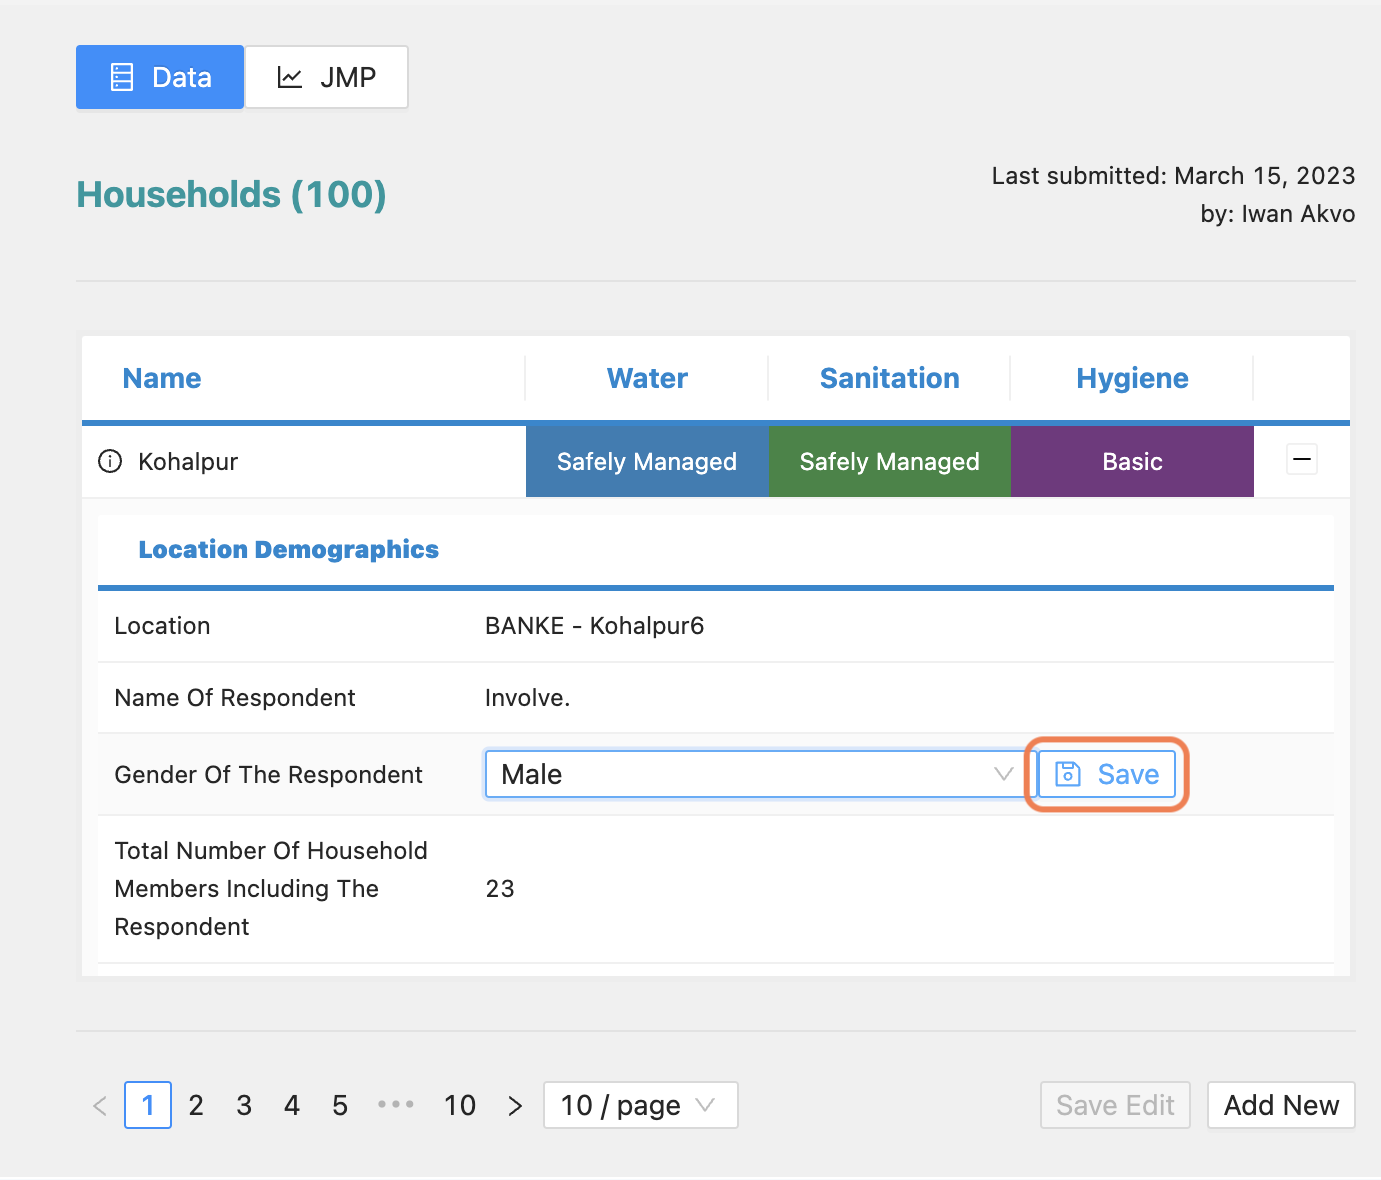 Data
JMP
Households (100)
Last submitted: March 15, 2023
by: Iwan Akvo
Name Water Sanitation Hygiene
Kohalpur Safely Managed Safely Managed Basic
Location Demographics
Location BANKE - Kohalpur6
Name Of Respondent Involve.
Gender Of The Respondent Male Save
Total Number Of Household
Members Including The 23
Respondent
1 2 3 4 5 ••• 10 10 / page Save Edit Add New